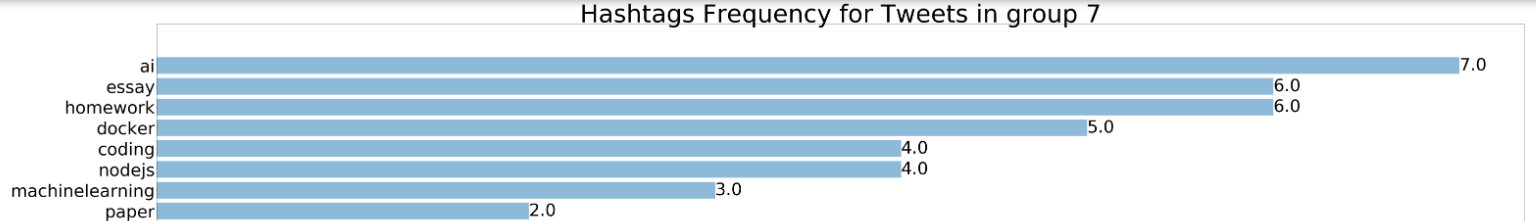 Hashtags Frequency for Tweets in group 7
ai 7.0
essay 6.0
homework 6.0
docker 5.0
coding 4.0
nodejs 4.0
machinelearning 3.0
paper 2.0